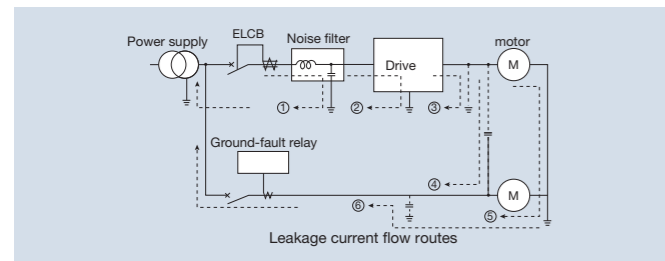 ELCB
Power supply
Noise filter
motor
Drive
M
① ② ③
Ground-fault relay
④
M
⑥ ⑤
Leakage current flow routes